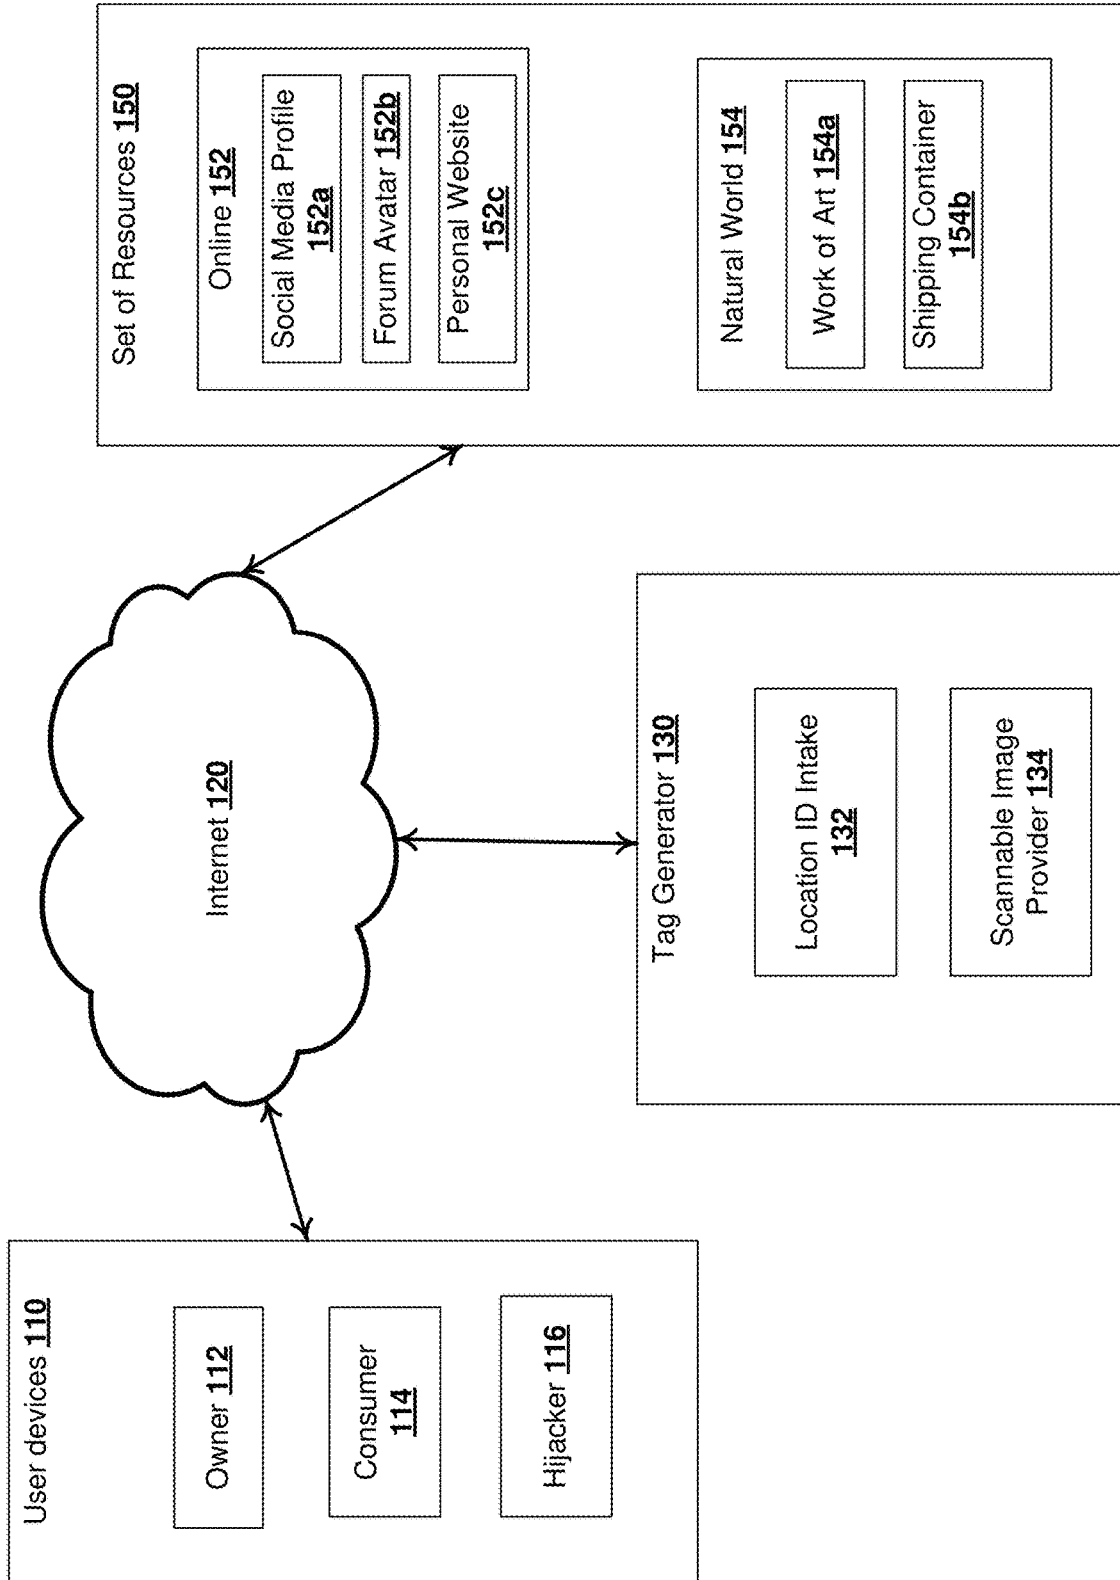 User devices 110
Owner 112
Consumer
114
Hijacker 116
Internet 120
Tag Generator 130
Location ID Intake
132
Scannable Image
Provider 134
Set of Resources 150
Online 152
Social Media Profile
152a
Forum Avatar 152b
Personal Website
152c
Natural World 154
Work of Art 154a
Shipping Container
154b